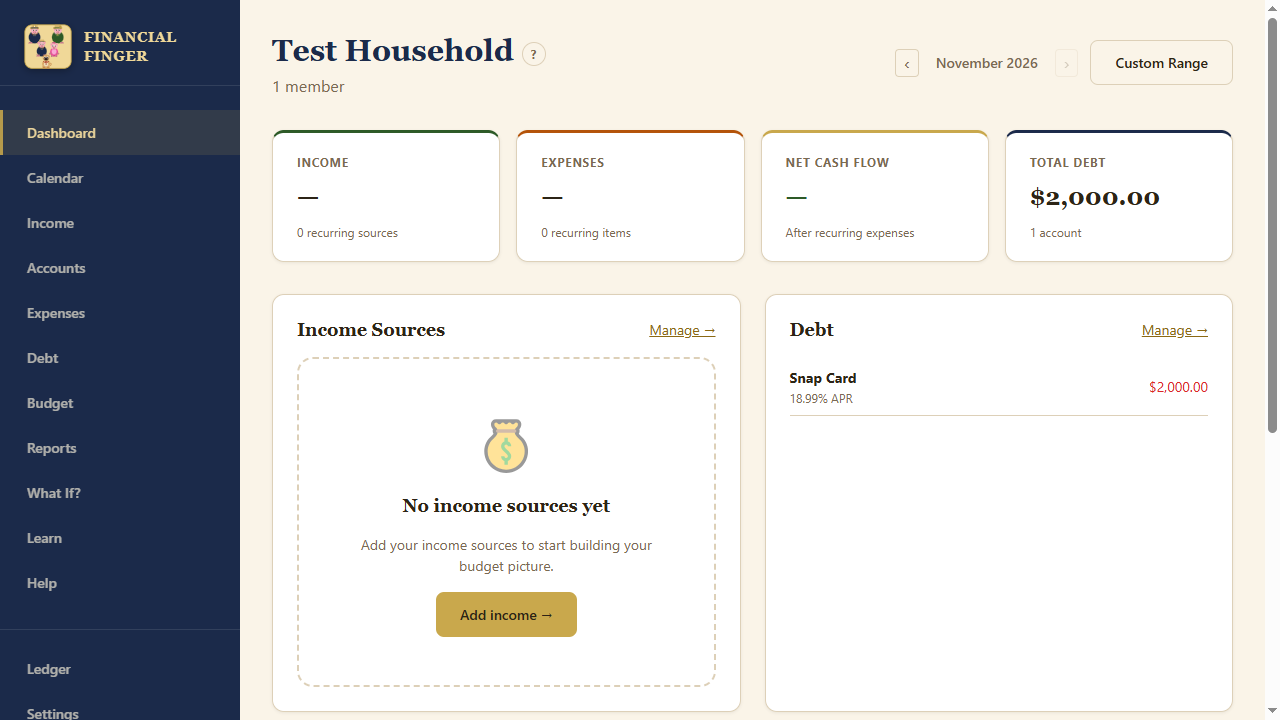 FINANCIAL
FINGER
Dashboard
Calendar
Income
Accounts
Expenses
Debt
Budget
Reports
What If?
Learn
Help
Ledger
Settings
Test Household ?
1 member
‹ November 2026 › Custom Range
INCOME
—
0 recurring sources
EXPENSES
—
0 recurring items
NET CASH FLOW
—
After recurring expenses
TOTAL DEBT
$2,000.00
1 account
Income Sources Manage →
$
No income sources yet
Add your income sources to start building your
budget picture.
Add income →
Debt Manage →
Snap Card
18.99% APR
$2,000.00